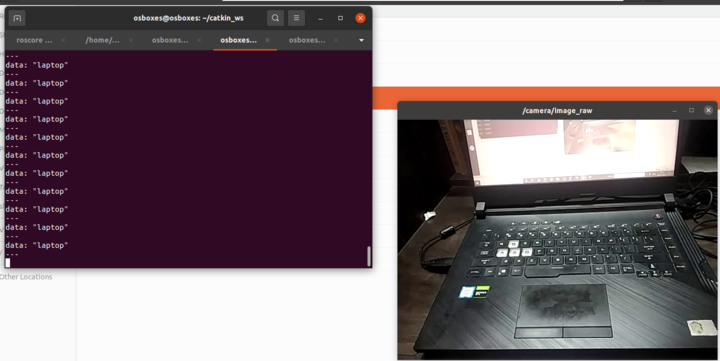 osboxes@osboxes: ~/catkin_ws
roscore ...
/home/...
osboxes...
osboxes...
osboxes...
---
data: "laptop"
---
data: "laptop"
---
data: "laptop"
---
data: "laptop"
---
data: "laptop"
---
data: "laptop"
---
data: "laptop"
---
data: "laptop"
---
data: "laptop"
---
data: "laptop"
---
data: "laptop"
---
Other Locations
/camera/image_raw